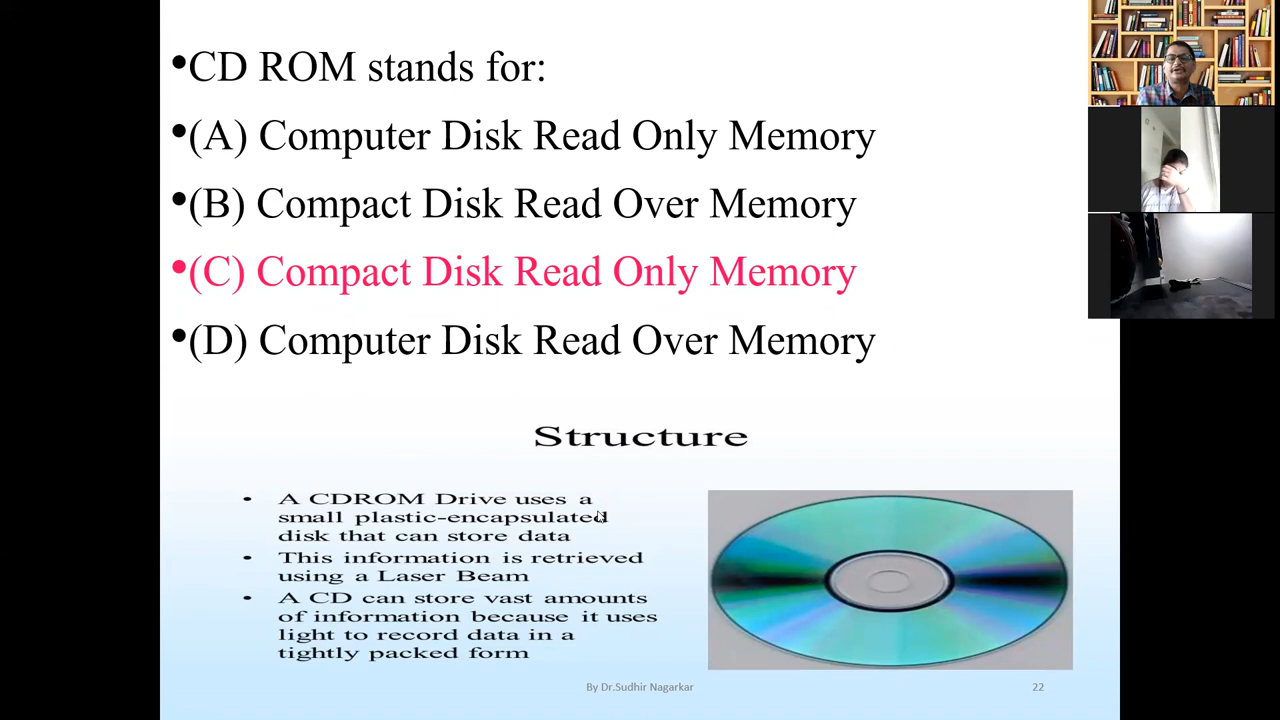 •CD ROM stands for:
•(A) Computer Disk Read Only Memory
•(B) Compact Disk Read Over Memory
•(C) Compact Disk Read Only Memory
•(D) Computer Disk Read Over Memory
Structure
• A CDROM Drive uses a
small plastic-encapsulated
disk that can store data
• This information is retrieved
using a Laser Beam
• A CD can store vast amounts
of information because it uses
light to record data in a
tightly packed form
By Dr.Sudhir Nagarkar
22